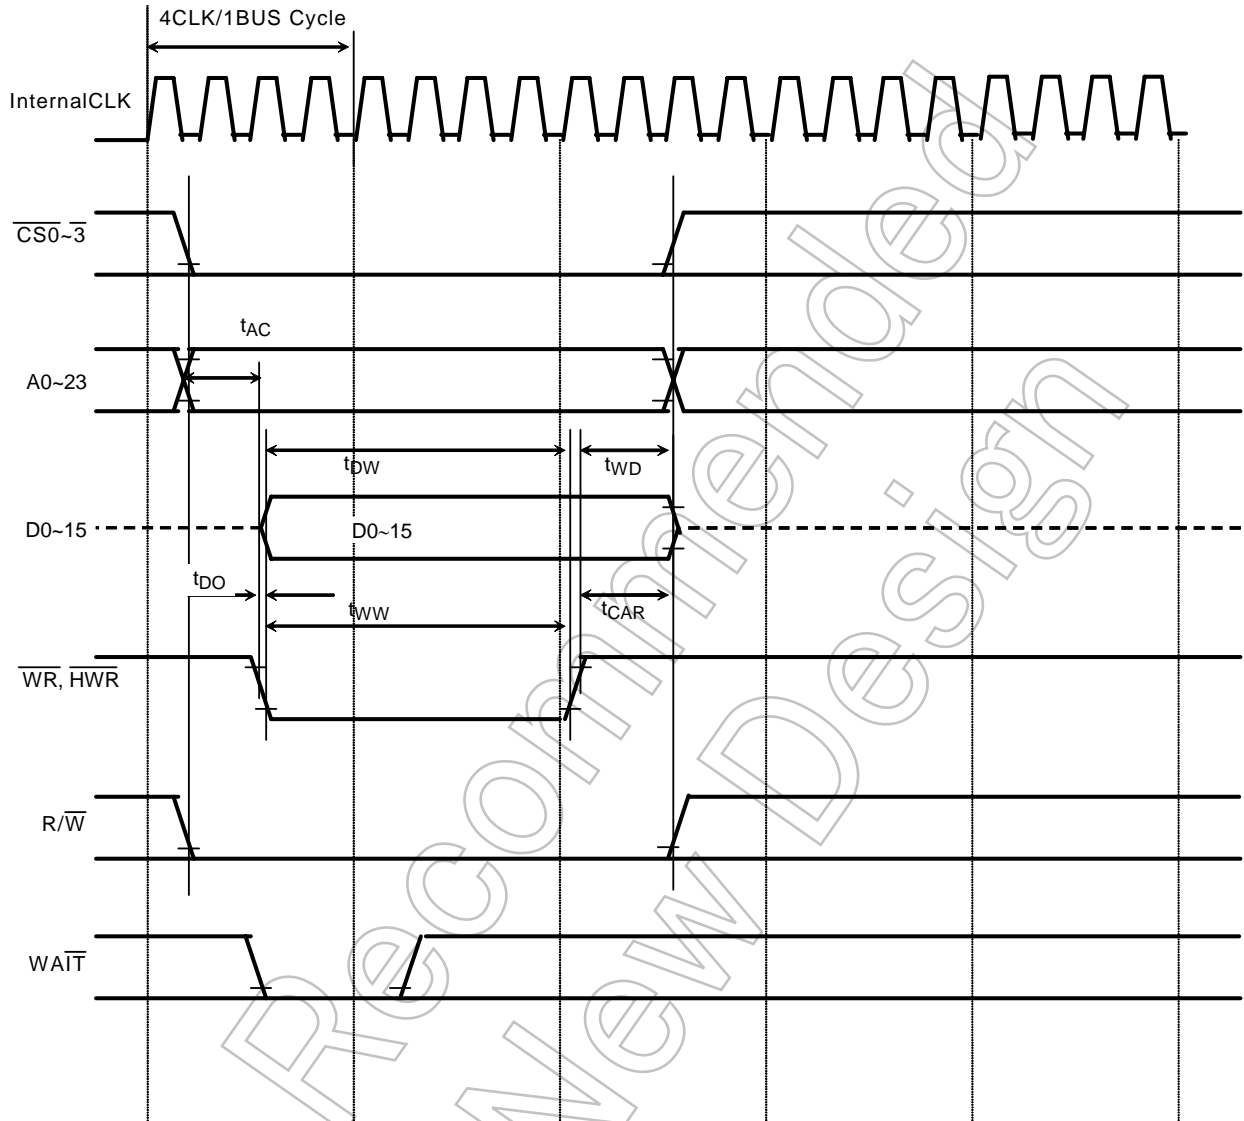 4CLK/1BUS Cycle
InternalCLK
CS0~3
tAC
A0~23
tDW
tWD
D0~15
D0~15
tDO
tWW
tCAR
WR, HWR
R/W
WAIT
Recommended
New Design